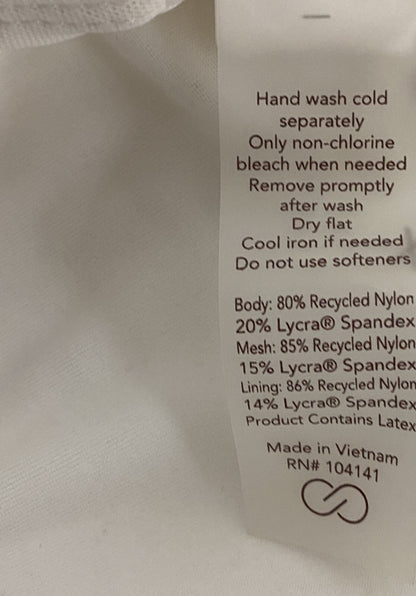 Hand wash cold
separately
Only non-chlorine
bleach when needed
Remove promptly
after wash
Dry flat
Cool iron if needed
Do not use softeners
Body: 80% Recycled Nylon
20% Lycra® Spandex
Mesh: 85% Recycled Nylon
15% Lycra® Spandex
Lining: 86% Recycled Nylon
14% Lycra® Spandex
Product Contains Latex
Made in Vietnam
RN# 104141